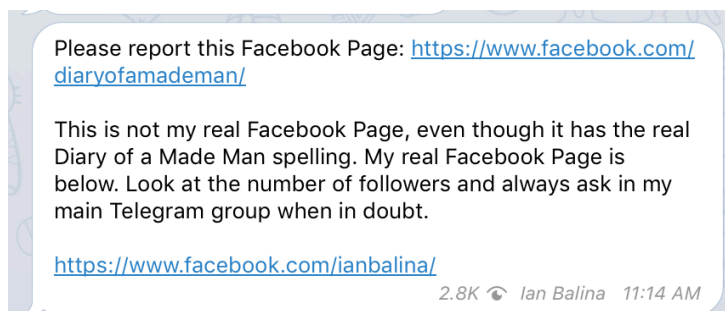 Please report this Facebook Page: https://www.facebook.com/
diaryofamademan/
This is not my real Facebook Page, even though it has the real
Diary of a Made Man spelling. My real Facebook Page is
below. Look at the number of followers and always ask in my
main Telegram group when in doubt.
https://www.facebook.com/ianbalina/
2.8K Ian Balina 11:14 AM